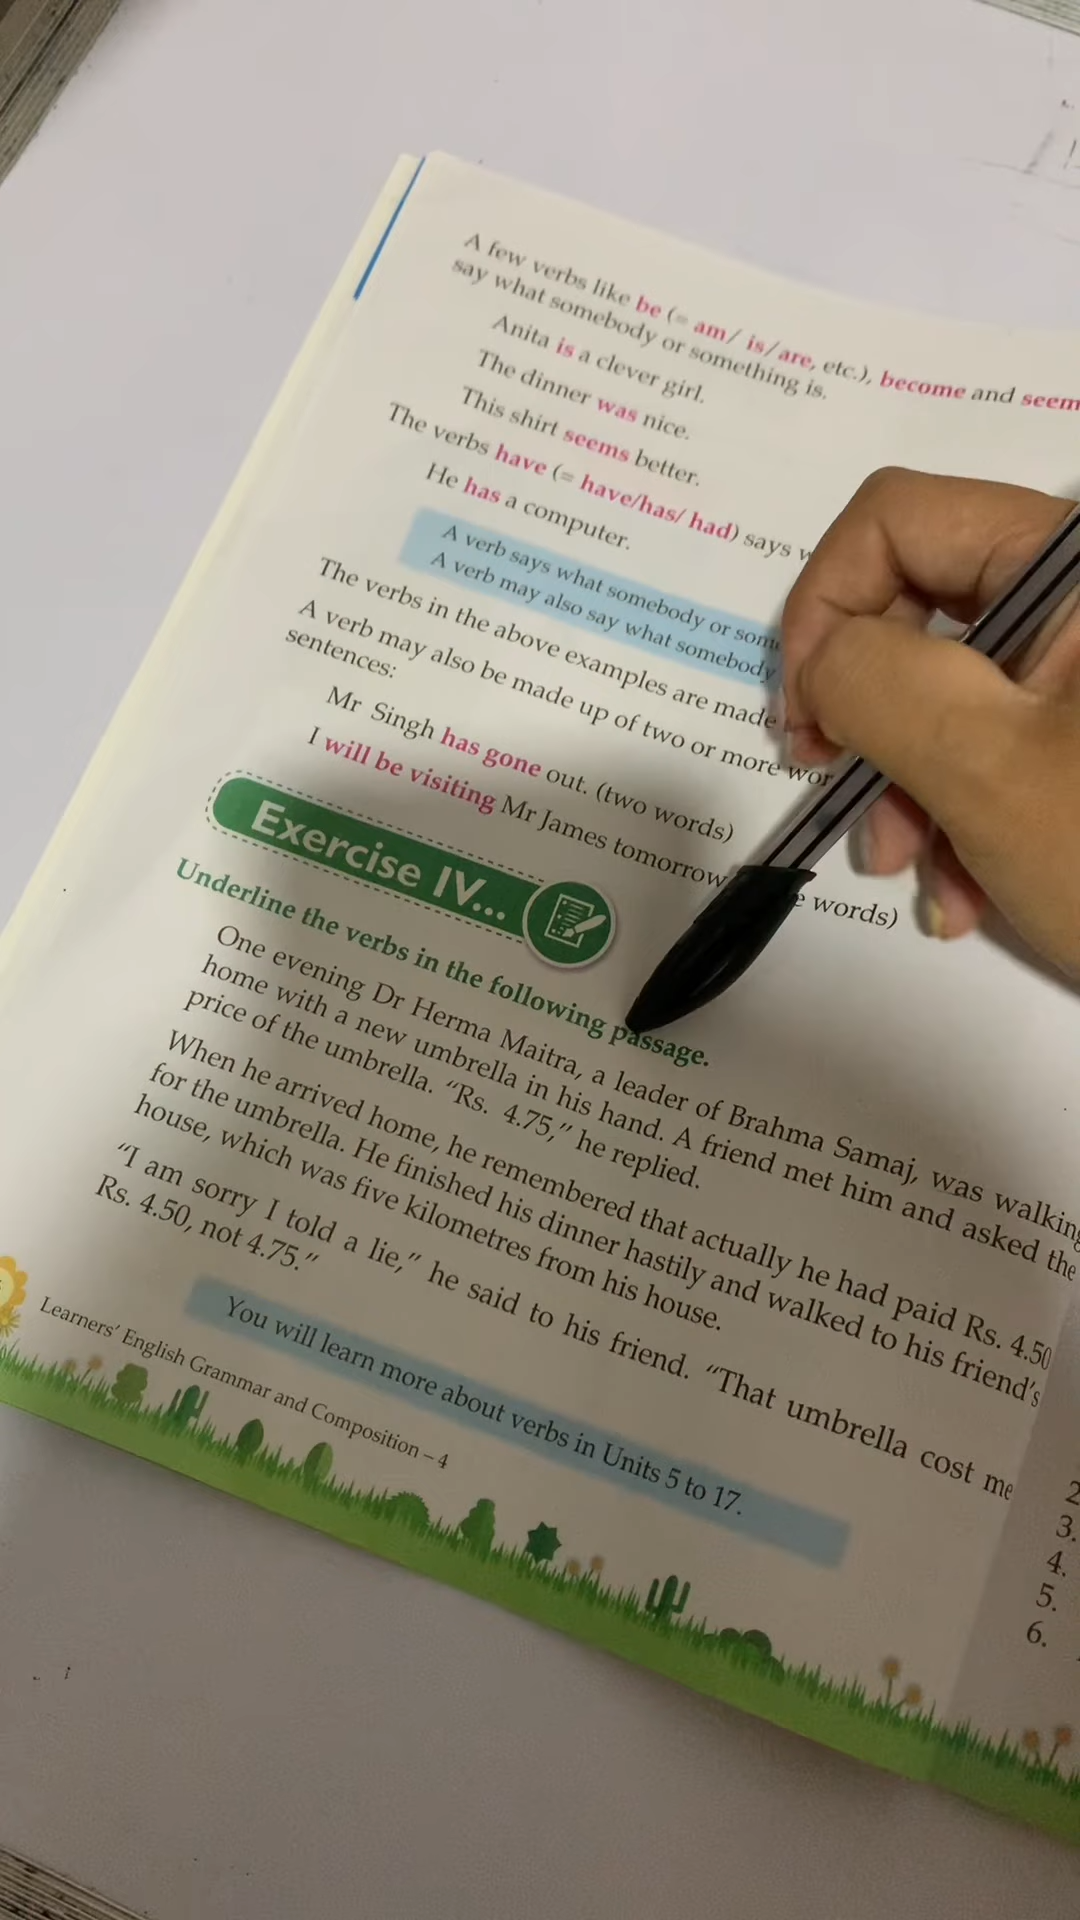 A few verbs like be (= am/ is/are, etc.), become and seem
say what somebody or something is.
Anita is a clever girl.
The dinner was nice.
This shirt seems better.
The verbs have (= have/has/ had) says
He has a computer.
A verb says what somebody or
A verb may also say what somebody
The verbs in the above examples are made
A verb may also be made up of two or more
sentences:
Mr Singh has gone out. (two words)
I will be visiting Mr James tomorrow words)
Exercise IV...
Underline the verbs in the following passage.
One evening Dr Herma Maitra, a leader of Brahma Samaj, was walking
home with a new umbrella in his hand. A friend met him and asked the
price of the umbrella. "Rs. 4.75," he replied.
When he arrived home, he remembered that actually he had paid Rs. 4.50
for the umbrella. He finished his dinner hastily and walked to his friend's
house, which was five kilometres from his house.
"I am sorry I told a lie," he said to his friend. "That umbrella cost me
Rs. 4.50, not 4.75."
You will learn more about verbs in Units 5 to 17.
Learners' English Grammar and Composition – 4
2
3.
4.
5.
6.